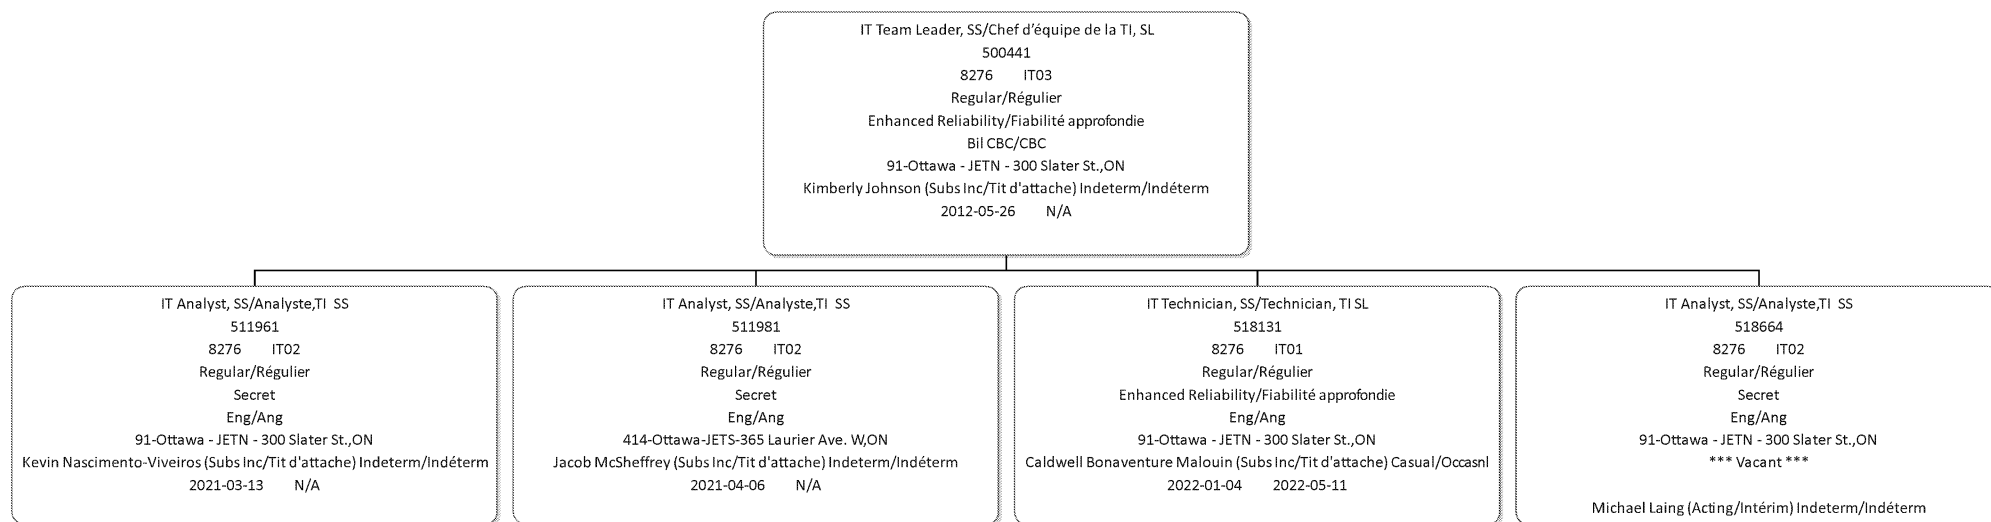 IT Team Leader, SS/Chef d'équipe de la TI, SL
500441
8276 IT03
Regular/Régulier
Enhanced Reliability/Fiabilité approfondie
Bil CBC/CBC
91-Ottawa - JETN - 300 Slater St.,ON
Kimberly Johnson (Subs Inc/Tit d'attache) Indeterm/Indéterm
2012-05-26 N/A
IT Analyst, SS/Analyste,TI SS
511961
8276 IT02
Regular/Régulier
Secret
Eng/Ang
91-Ottawa - JETN - 300 Slater St.,ON
Kevin Nascimento-Viveiros (Subs Inc/Tit d'attache) Indeterm/Indéterm
2021-03-13 N/A
IT Analyst, SS/Analyste,TI SS
511981
8276 IT02
Regular/Régulier
Secret
Eng/Ang
414-Ottawa-JETS-365 Laurier Ave. W,ON
Jacob McSheffrey (Subs Inc/Tit d'attache) Indeterm/Indéterm
2021-04-06 N/A
IT Technician, SS/Technician, TI SL
518131
8276 IT01
Regular/Régulier
Enhanced Reliability/Fiabilité approfondie
Eng/Ang
91-Ottawa - JETN - 300 Slater St.,ON
Caldwell Bonaventure Malouin (Subs Inc/Tit d'attache) Casual/Occasnl
2022-01-04 2022-05-11
IT Analyst, SS/Analyste,TI SS
518664
8276 IT02
Regular/Régulier
Secret
Eng/Ang
91-Ottawa - JETN - 300 Slater St.,ON
*** Vacant ***
Michael Laing (Acting/Intérim) Indeterm/Indéterm